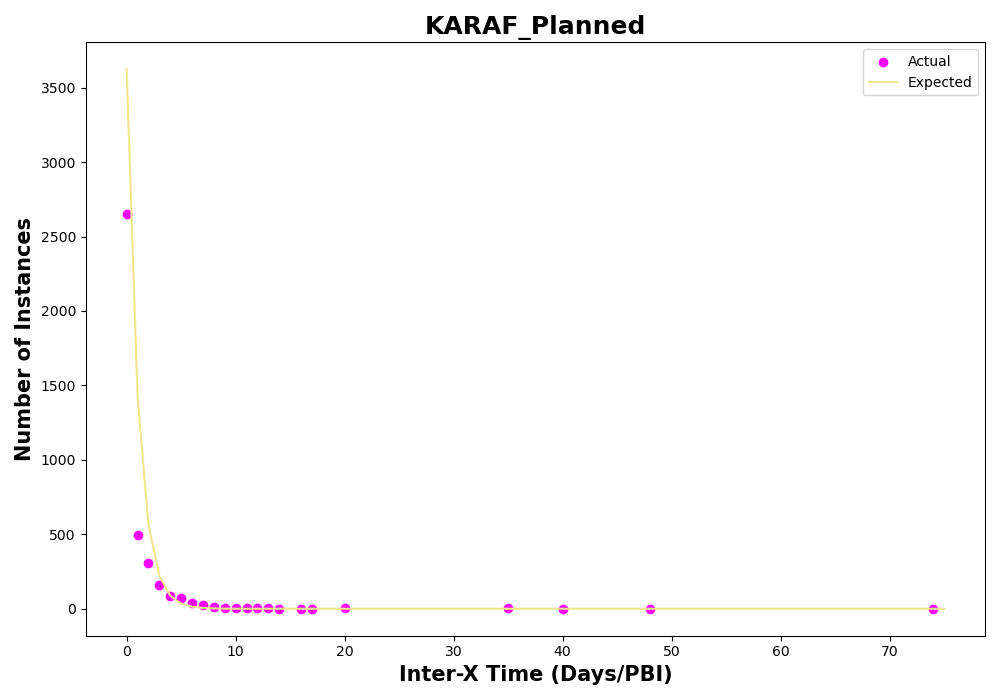 KARAF_Planned
Actual
Expected
Number of Instances
3500
3000
2500
2000
1500
1000
500
0
0 10 20 30 40 50 60 70
Inter-X Time (Days/PBI)